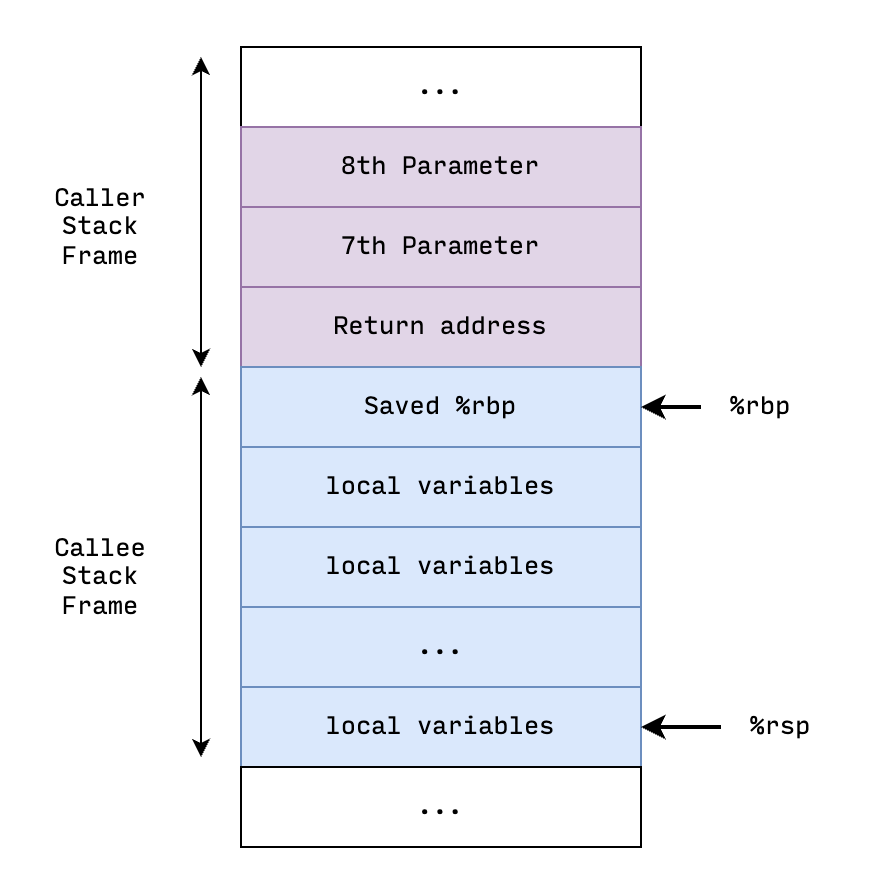 ...
8th Parameter
Caller
Stack
Frame
7th Parameter
Return address
Saved %rbp
%rbp
local variables
Callee
Stack
Frame
local variables
...
local variables
%rsp
...